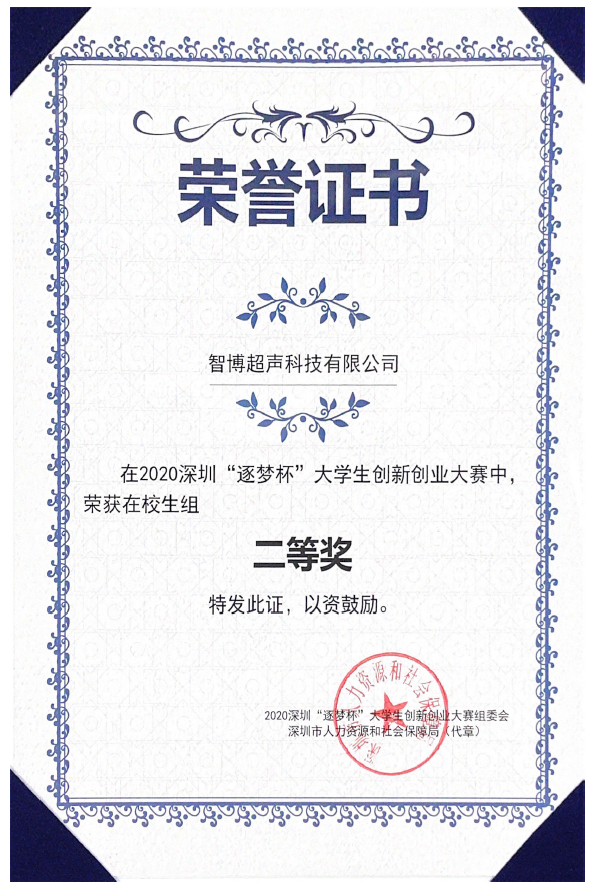 荣誉证书
智博超声科技有限公司
在2020深圳“逐梦杯”大学生创新创业大赛中，
荣获在校生组
二等奖
特发此证，以资鼓励。
2020深圳“逐梦杯”大学生创新创业大赛组委会
深圳市人力资源和社会保障局（代章）
深圳市人力资源和社会保障局